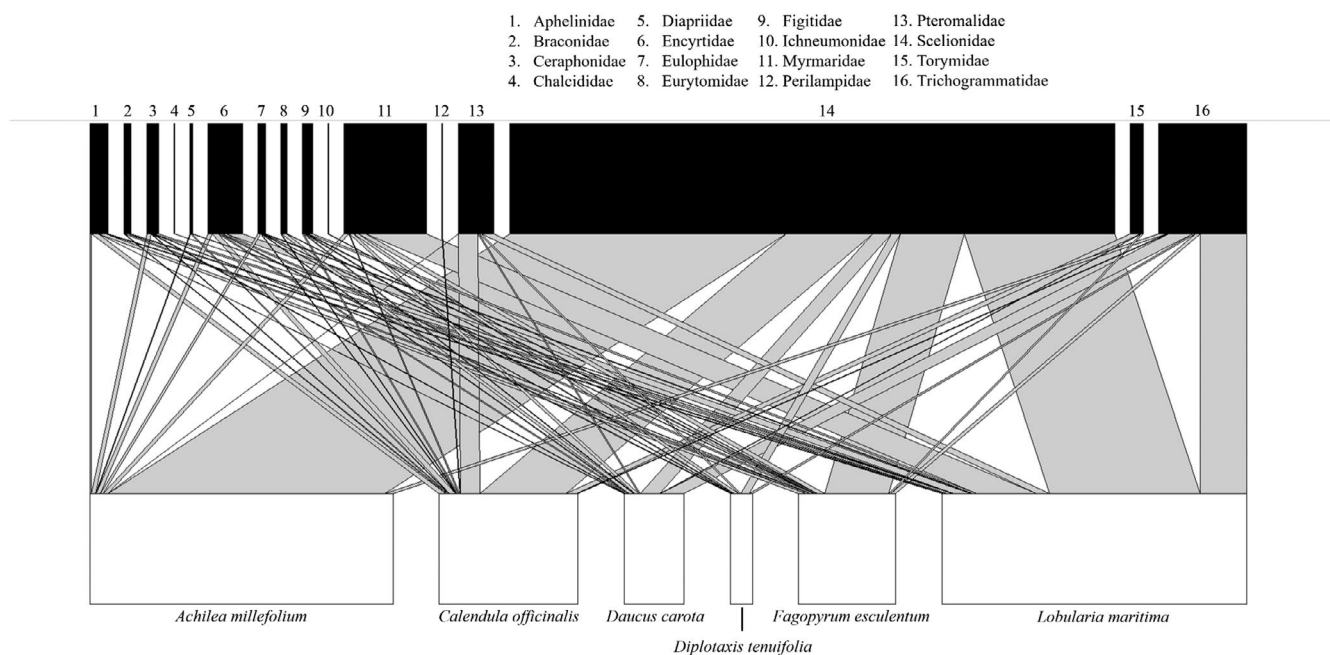 1. Aphelinidae 5. Diapriidae 9. Figitidae 13. Pteromalidae
2. Braconidae 6. Encyrtidae 10. Ichneumonidae 14. Scelionidae
3. Ceraphonidae 7. Eulophidae 11. Myrmaridae 15. Torymidae
4. Chalcididae 8. Eurytomidae 12. Perilampidae 16. Trichogrammatidae
1 2 3 4 5 6 7 8 9 10 11 12 13 14 15 16
Achilea millefolium Calendula officinalis Daucus carota Fagopyrum esculentum Lobularia maritima
Diplotaxis tenuifolia